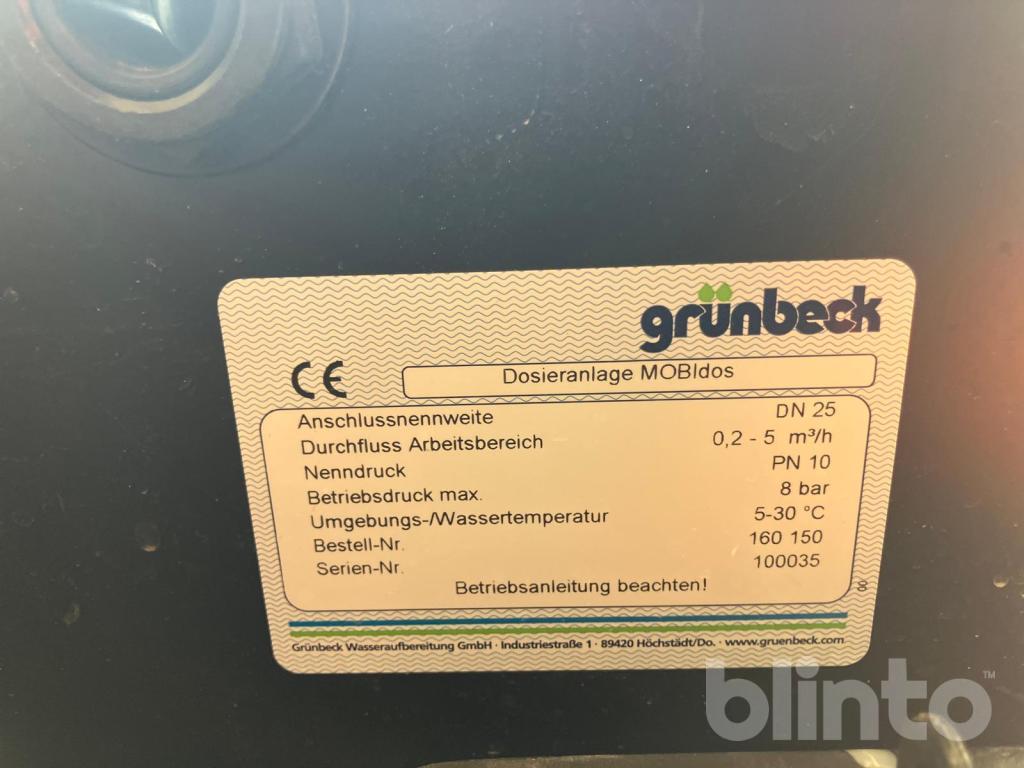 grünbeck
CE
Dosieranlage MOBIdos
Anschlussnennweite DN 25
Durchfluss Arbeitsbereich 0,2 - 5 m³/h
Nenndruck PN 10
Betriebsdruck max. 8 bar
Umgebungs-/Wassertemperatur 5-30 °C
Bestell-Nr. 160 150
Serien-Nr. 100035
Betriebsanleitung beachten!
Grünbeck Wasseraufbereitung GmbH · Industriestraße 1 · 89420 Höchstädt/Do. · www.gruenbeck.com
blinto™